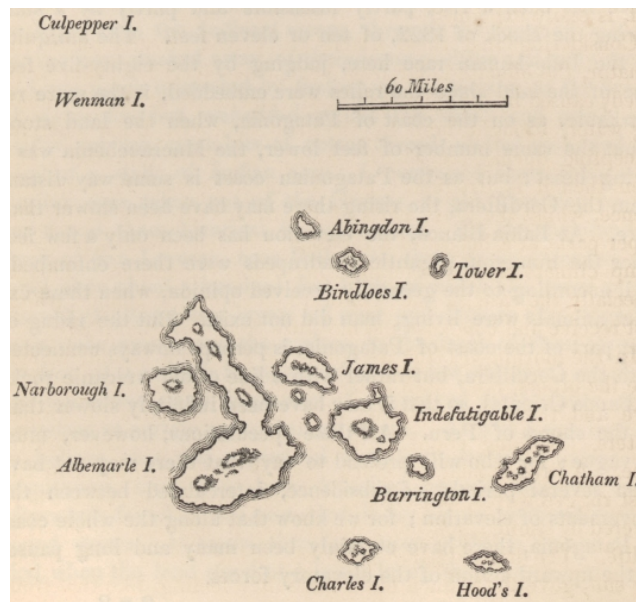 Culpepper I.
Wenman I.
60 Miles
Abingdon I.
Bindloes I.
Tower I.
Narborough I.
James I.
Indefatigable I.
Albemarle I.
Barrington I.
Chatham I.
Charles I.
Hood's I.